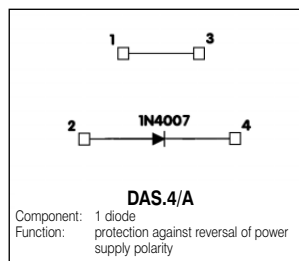 1 3
1N4007
2 4
DAS.4/A
Component: 1 diode
Function: protection against reversal of power
supply polarity